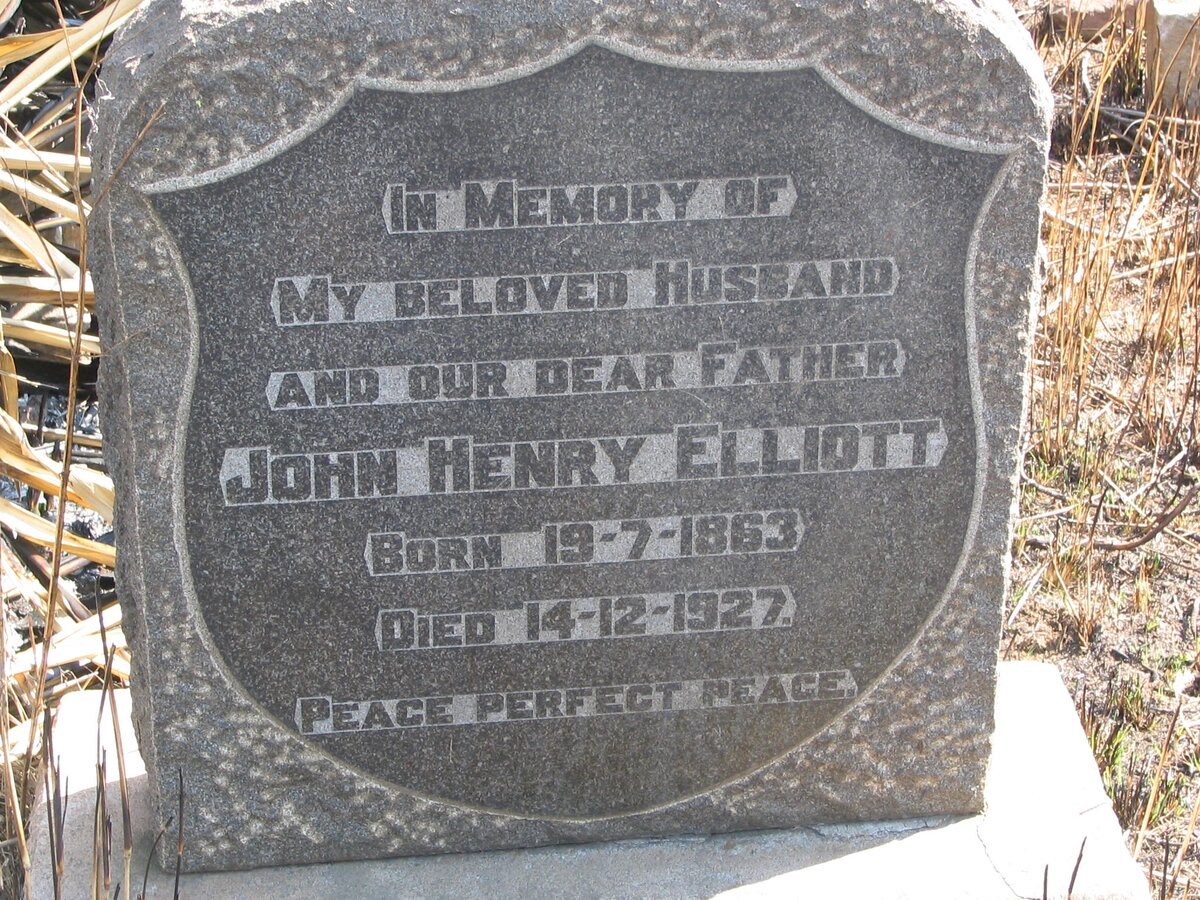 In Memory of
My beloved Husband
and our dear Father
John Henry Elliott
Born 19-7-1863
Died 14-12-1927.
Peace perfect peace.